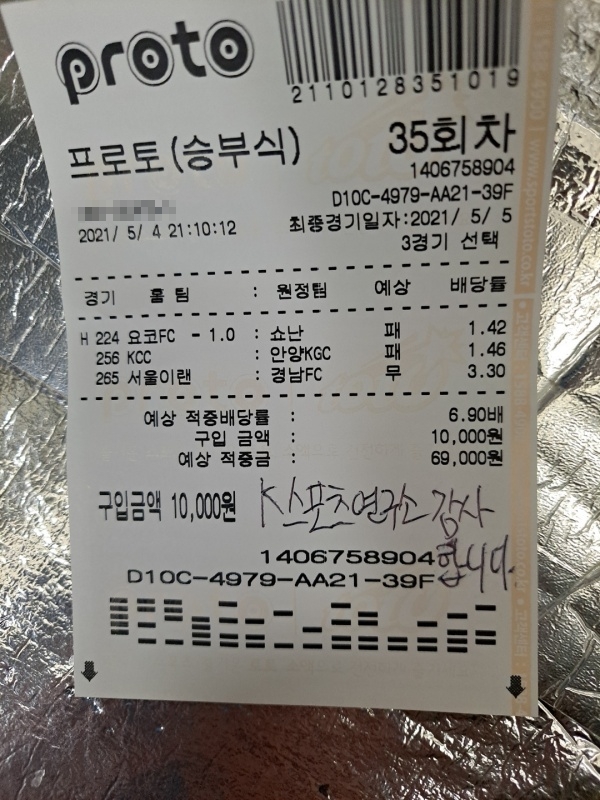 proto
21101283510​19
프로토(승부식) 35회차
1406758904
D10C-4979-AA21-39F
2021/ 5/ 4 21:10:12 최종경기일자:2021/ 5/ 5
3경기 선택
경기 홈 팀 : 원정팀 예상 배당률
H 224 요코FC - 1.0 : 쇼난 패 1.42
256 KCC : 안양KGC 패 1.46
265 서울이랜 : 경남FC 무 3.30
예상 적중배당률 : 6.90배
구입 금액 : 10,000원
예상 적중금 : 69,000원
구입금액 10,000원 K스포츠연구소 감사
합니다.
1406758904
D10C-4979-AA21-39F